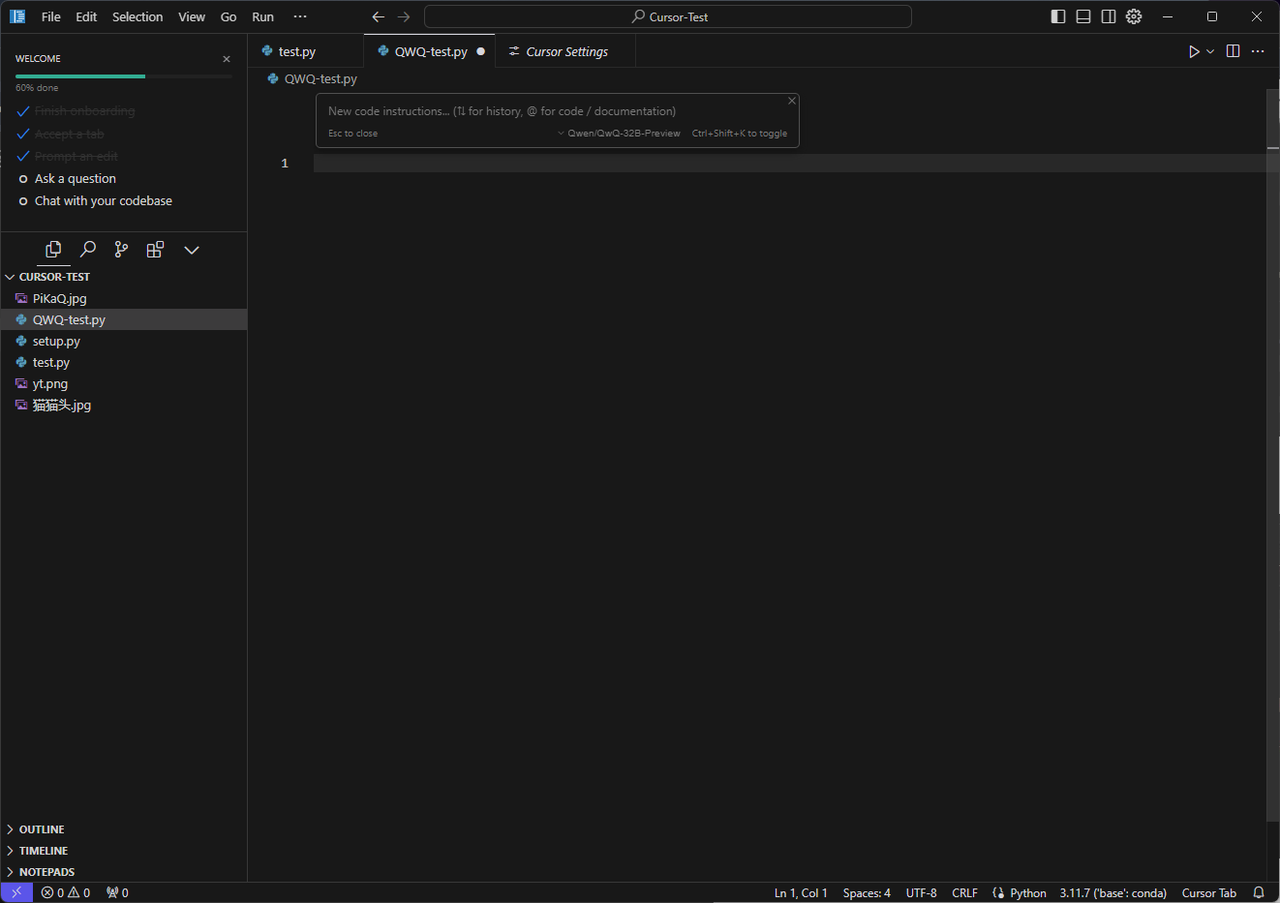 File Edit Selection View Go Run ··· Cursor-Test
WELCOME
60% done
Finish onboarding
Accept a tab
Prompt an edit
Ask a question
Chat with your codebase
CURSOR-TEST
PiKaQ.jpg
QWQ-test.py
setup.py
test.py
yt.png
猫猫头.jpg
OUTLINE
TIMELINE
NOTEPADS
test.py QWQ-test.py Cursor Settings
QWQ-test.py
New code instructions... (⇅ for history, @ for code / documentation)
Esc to close Qwen/QwQ-32B-Preview Ctrl+Shift+K to toggle
1
0 0 0 Ln 1, Col 1 Spaces: 4 UTF-8 CRLF Python 3.11.7 ('base': conda) Cursor Tab